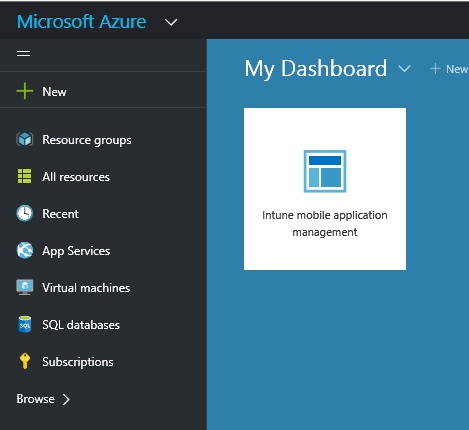 Microsoft Azure
New
Resource groups
All resources
Recent
App Services
Virtual machines
SQL
SQL databases
Subscriptions
Browse
My Dashboard
New
Intune mobile application
management